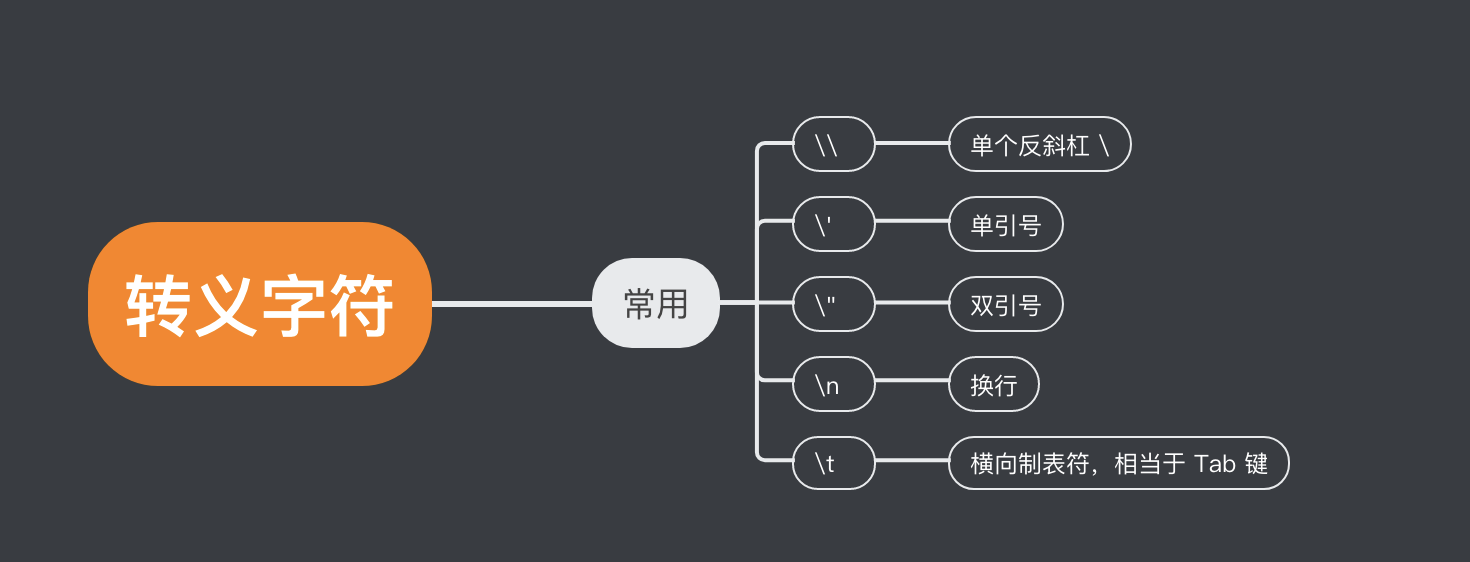 转义字符
常用
\\
单个反斜杠 \
\'
单引号
\"
双引号
\n
换行
\t
横向制表符，相当于 Tab 键